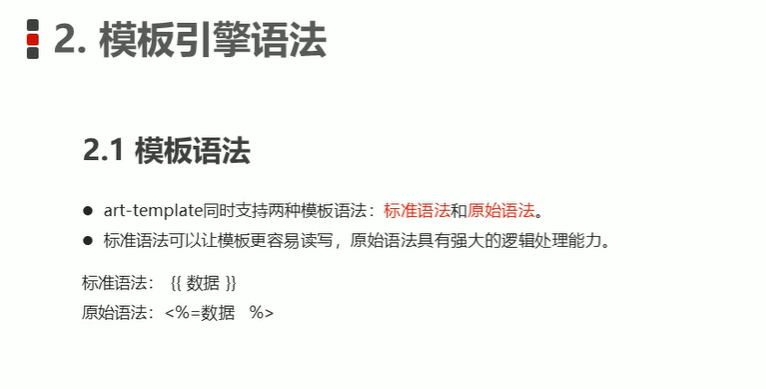 2. 模板引擎语法
2.1 模板语法
● art-template同时支持两种模板语法：标准语法和原始语法。
● 标准语法可以让模板更容易读写，原始语法具有强大的逻辑处理能力。
标准语法： {{ 数据 }}
原始语法：<%=数据 %>